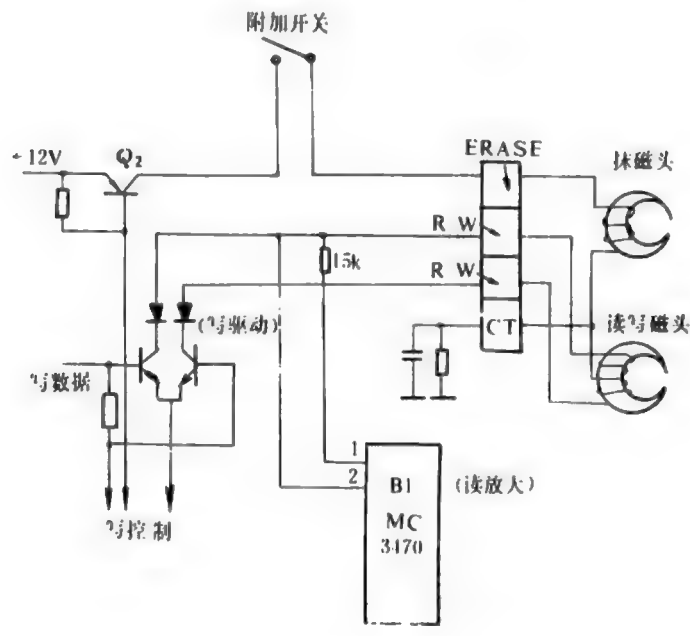 附加开关
+12V
Q₂
ERASE
抹磁头
R W
15k
R W
(写驱动)
CT
读写磁头
写数据
1
2
B1
(读放大)
MC
3470
写控制